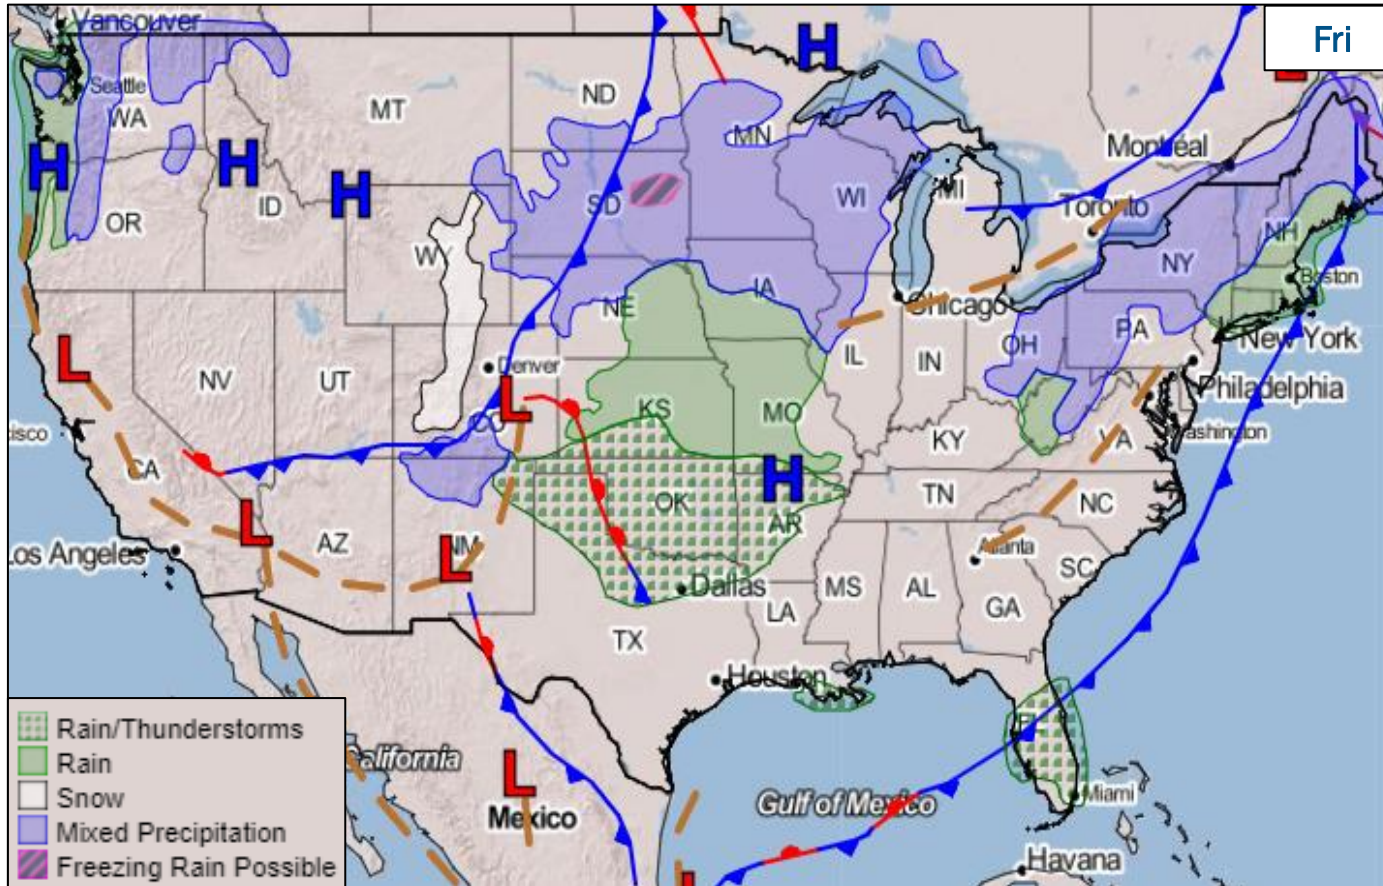 Fri
Vancouver
Seattle
WA
MT
ND
MN
Montréal
OR
ID
WY
SD
WI
MI
Toronto
NH
NY
Boston
NE
IA
Chicago
PA
New York
NV
UT
Denver
IL
IN
OH
Philadelphia
CO
KS
MO
KY
VA
ashington
cisco
CA
TN
NC
OK
AR
Los Angeles
AZ
NM
Dallas
MS
AL
Atlanta
SC
GA
LA
TX
Houston
FL
California
Mexico
Gulf of Mexico
Miami
Havana
H
H
H
H
H
L
L
L
L
L
Rain/Thunderstorms
Rain
Snow
Mixed Precipitation
Freezing Rain Possible